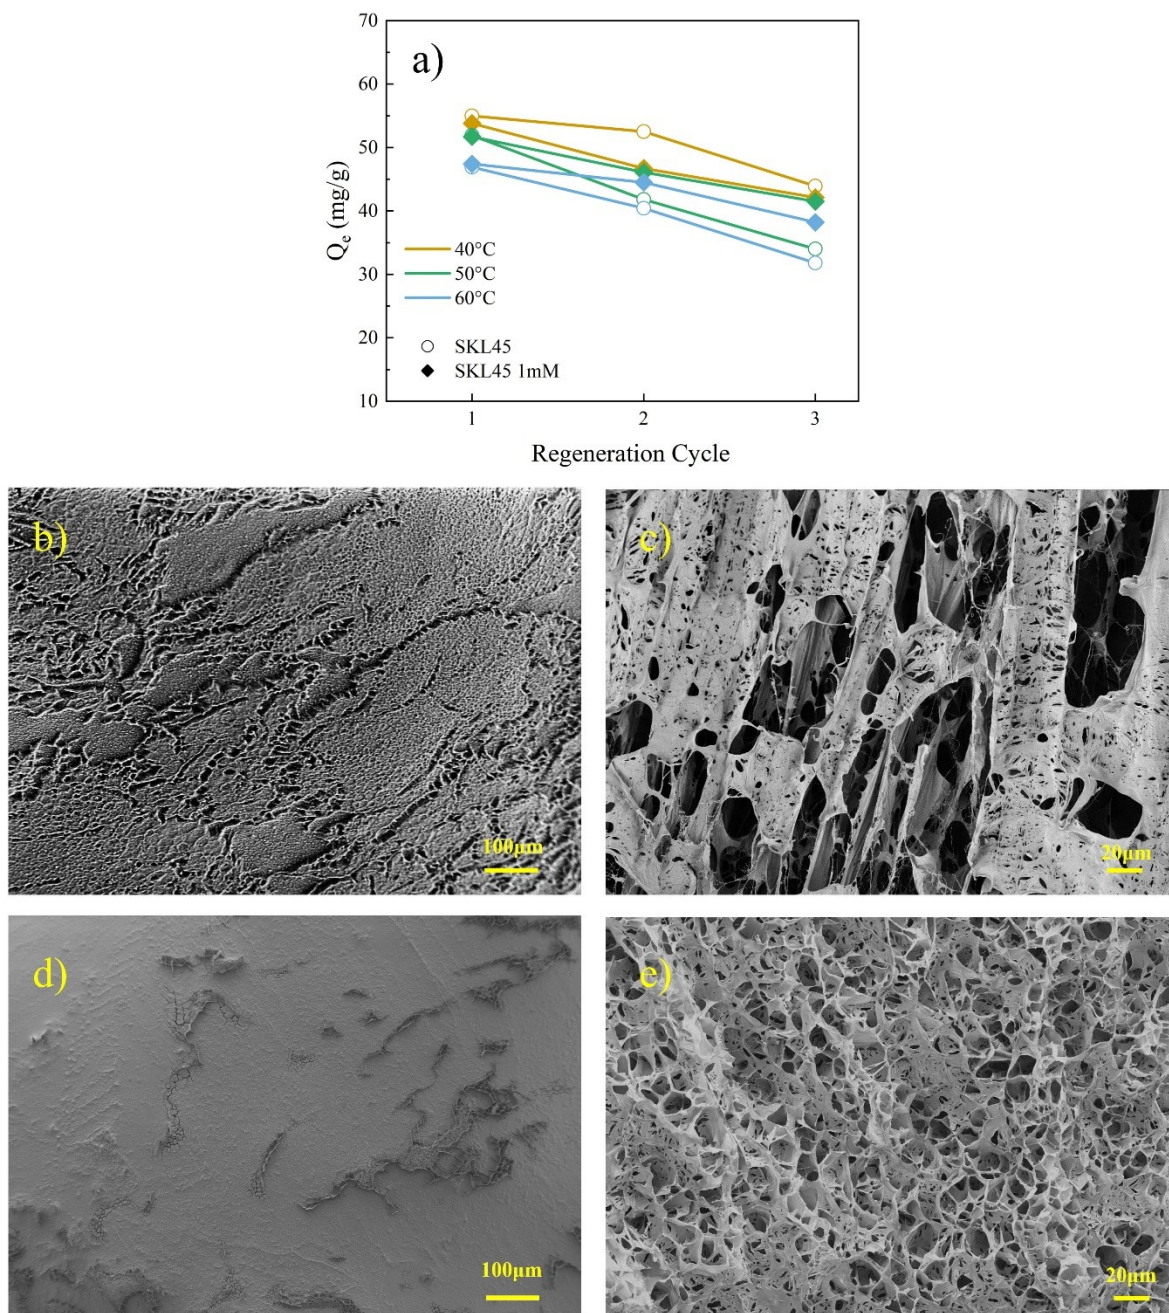 a)
70
60
50
40
30
20
10
Qe (mg/g)
40°C
50°C
60°C
SKL45
SKL45 1mM
1 2 3
Regeneration Cycle
b)
100μm
c)
20μm
d)
100μm
e)
20μm